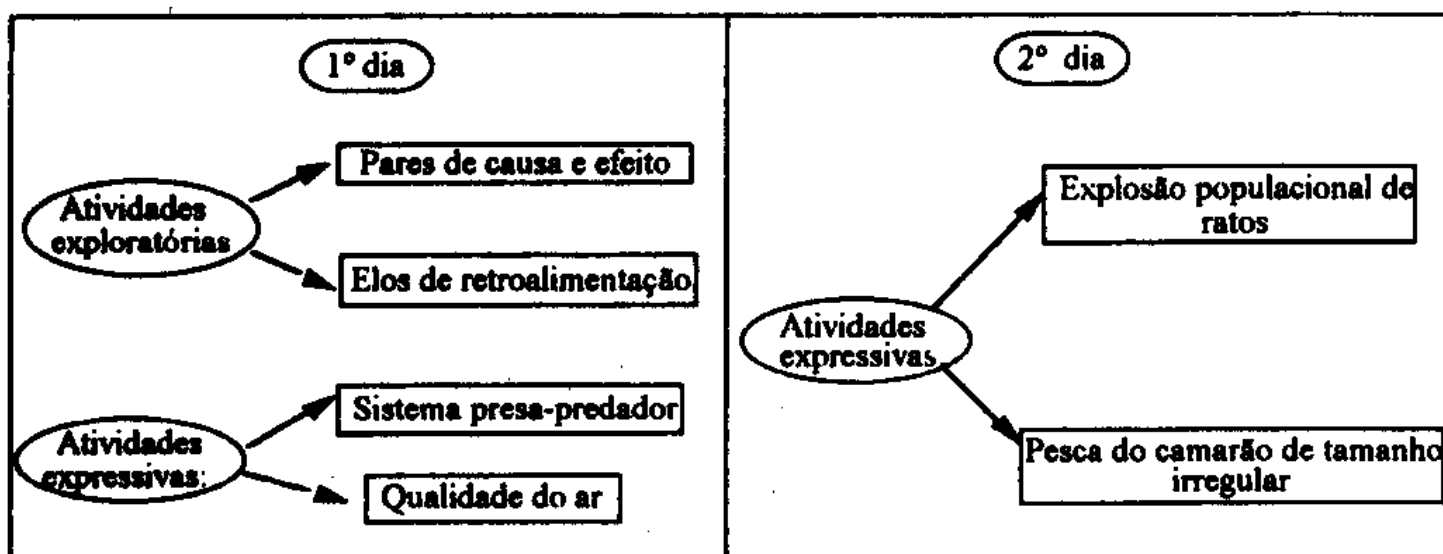 1º dia
Atividades
exploratórias
Pares de causa e efeito
Elos de retroalimentação
Atividades
expressivas:
Sistema presa-predador
Qualidade do ar
2º dia
Atividades
expressivas
Explosão populacional de
ratos
Pesca do camarão de tamanho
irregular